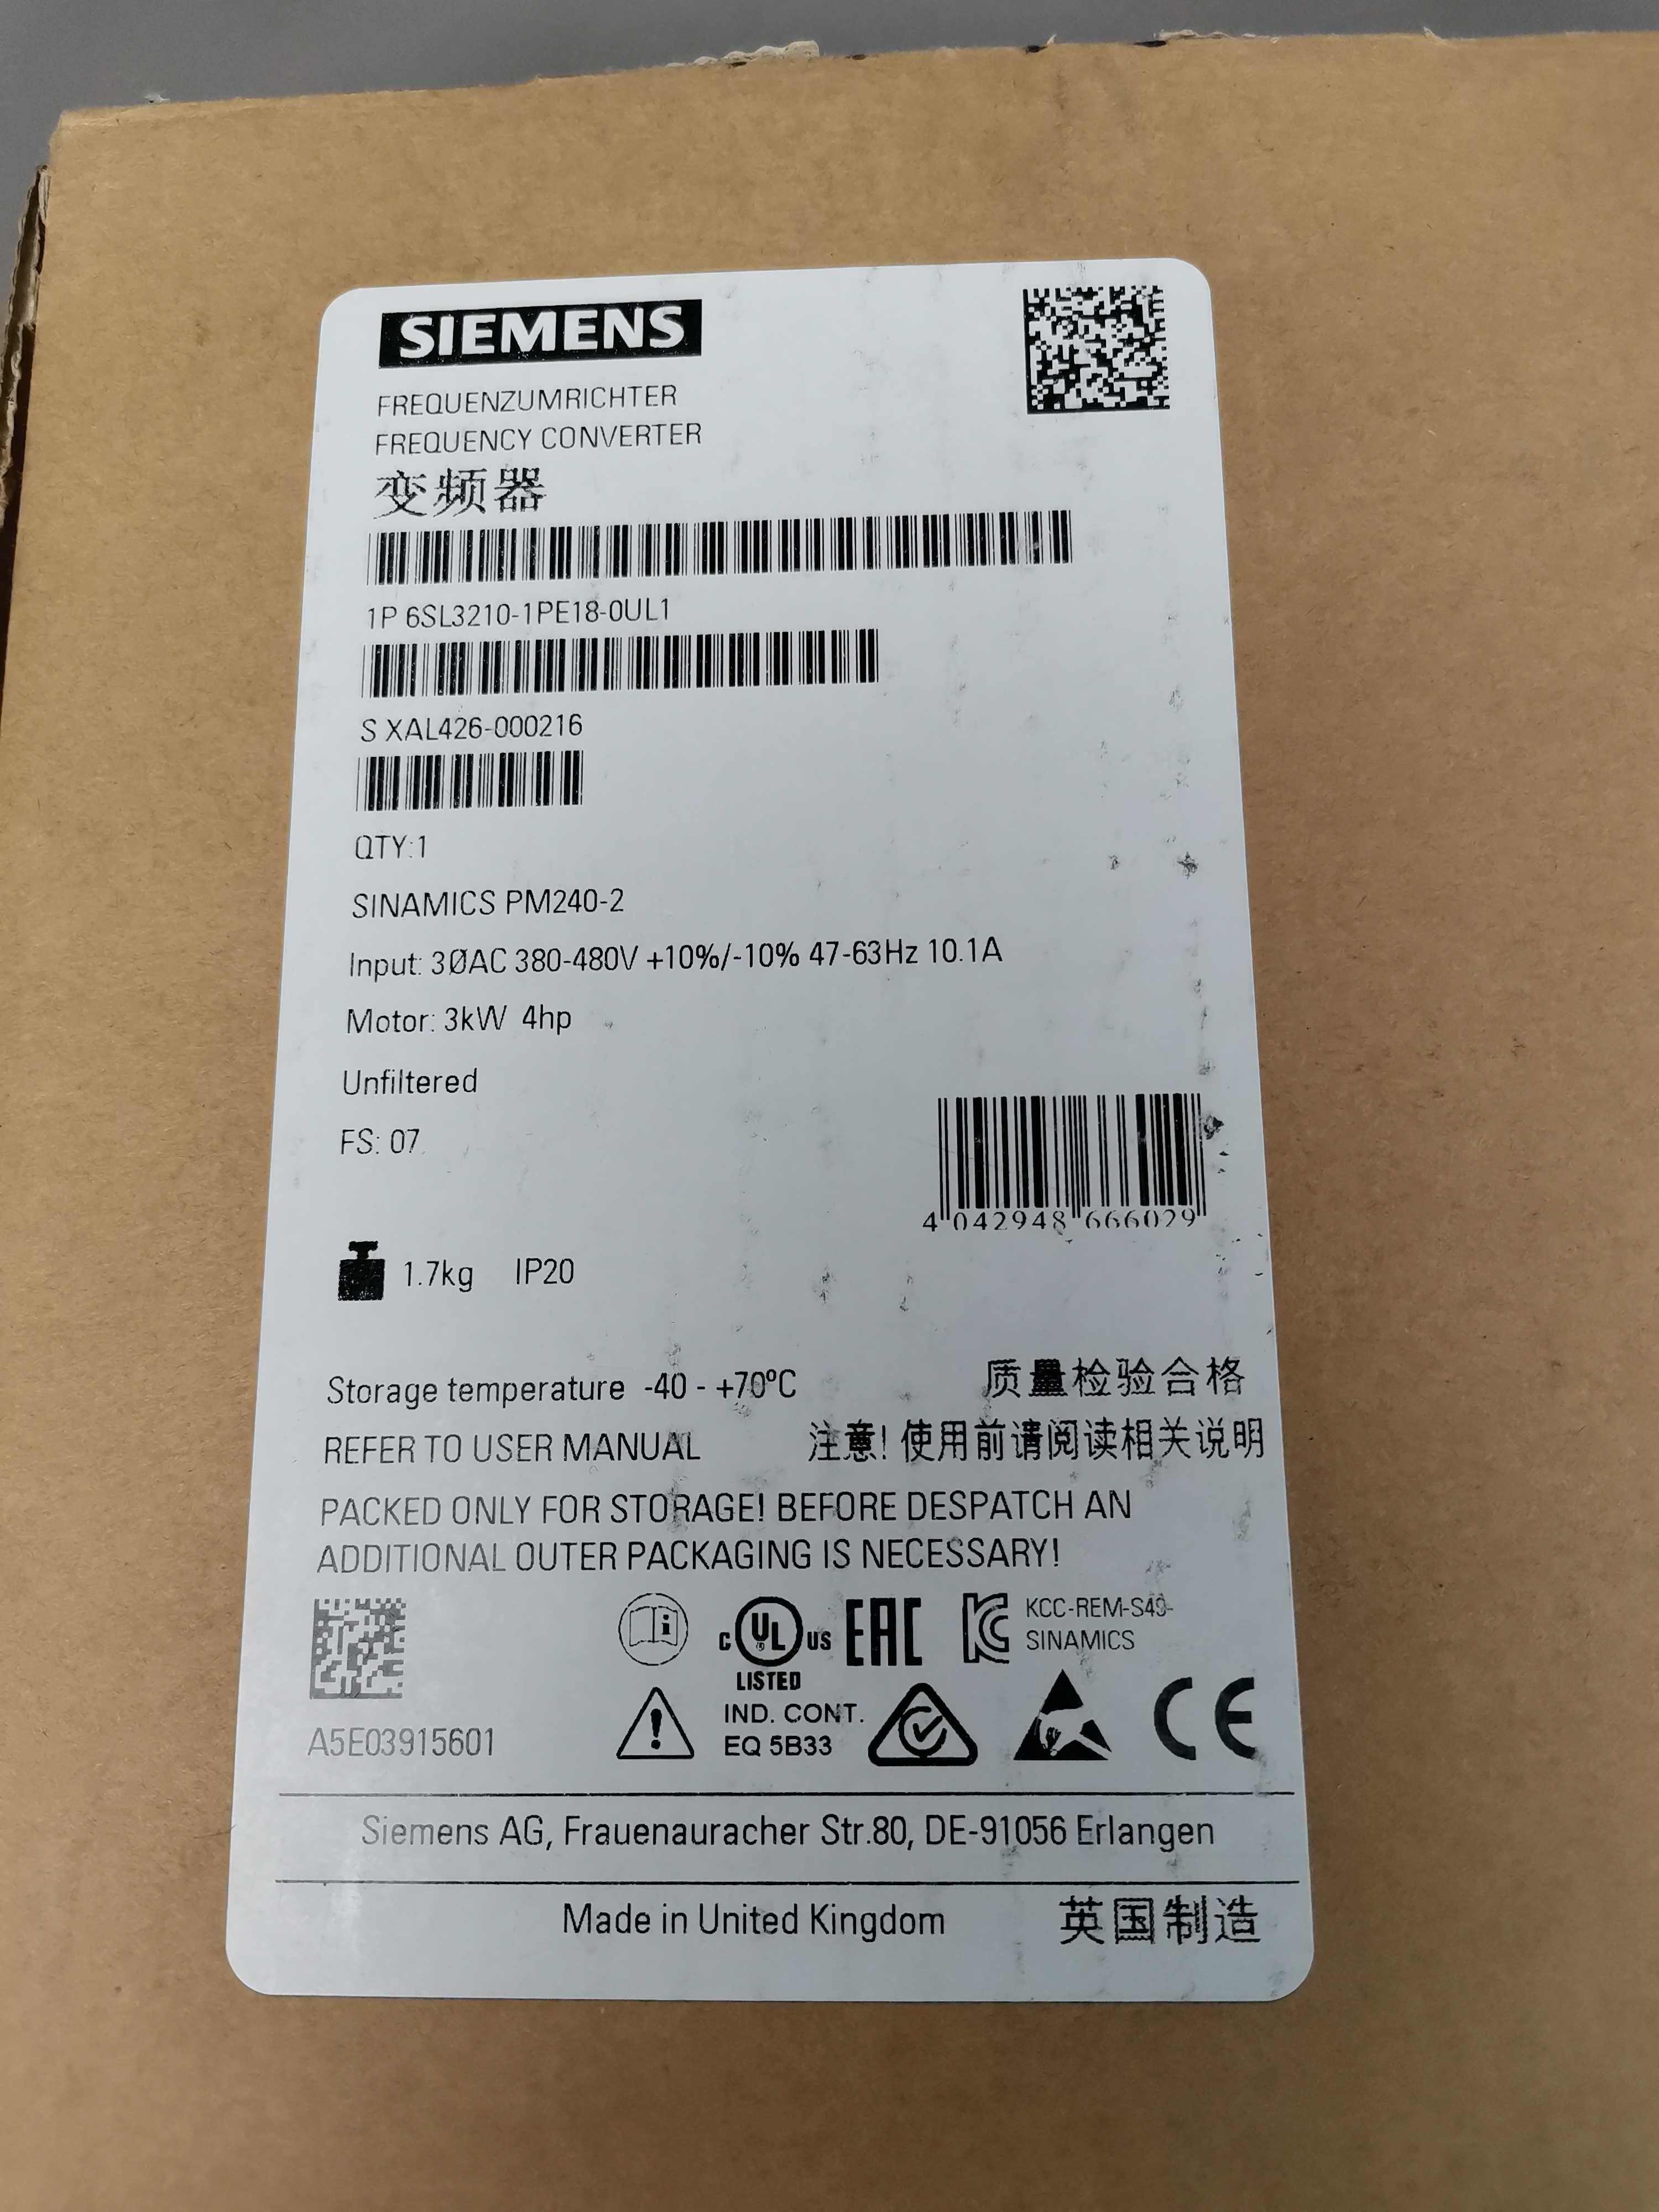 SIEMENS
FREQUENZUMRICHTER
FREQUENCY CONVERTER
变频器
1P 6SL3210-1PE18-0UL1
S XAL426-000216
QTY:1
SINAMICS PM240-2
Input: 3ØAC 380-480V +10%/-10% 47-63Hz 10.1A
Motor: 3kW 4hp
Unfiltered
FS: 07
4 042948 666029
1.7kg IP20
Storage temperature -40 - +70ºC 质量检验合格
REFER TO USER MANUAL 注意! 使用前请阅读相关说明
PACKED ONLY FOR STORAGE! BEFORE DESPATCH AN
ADDITIONAL OUTER PACKAGING IS NECESSARY!
C UL US LISTED
EAC
KCC-REM-S49-
SINAMICS
IND. CONT.
EQ 5B33
CE
A5E03915601
Siemens AG, Frauenauracher Str.80, DE-91056 Erlangen
Made in United Kingdom 英国制造